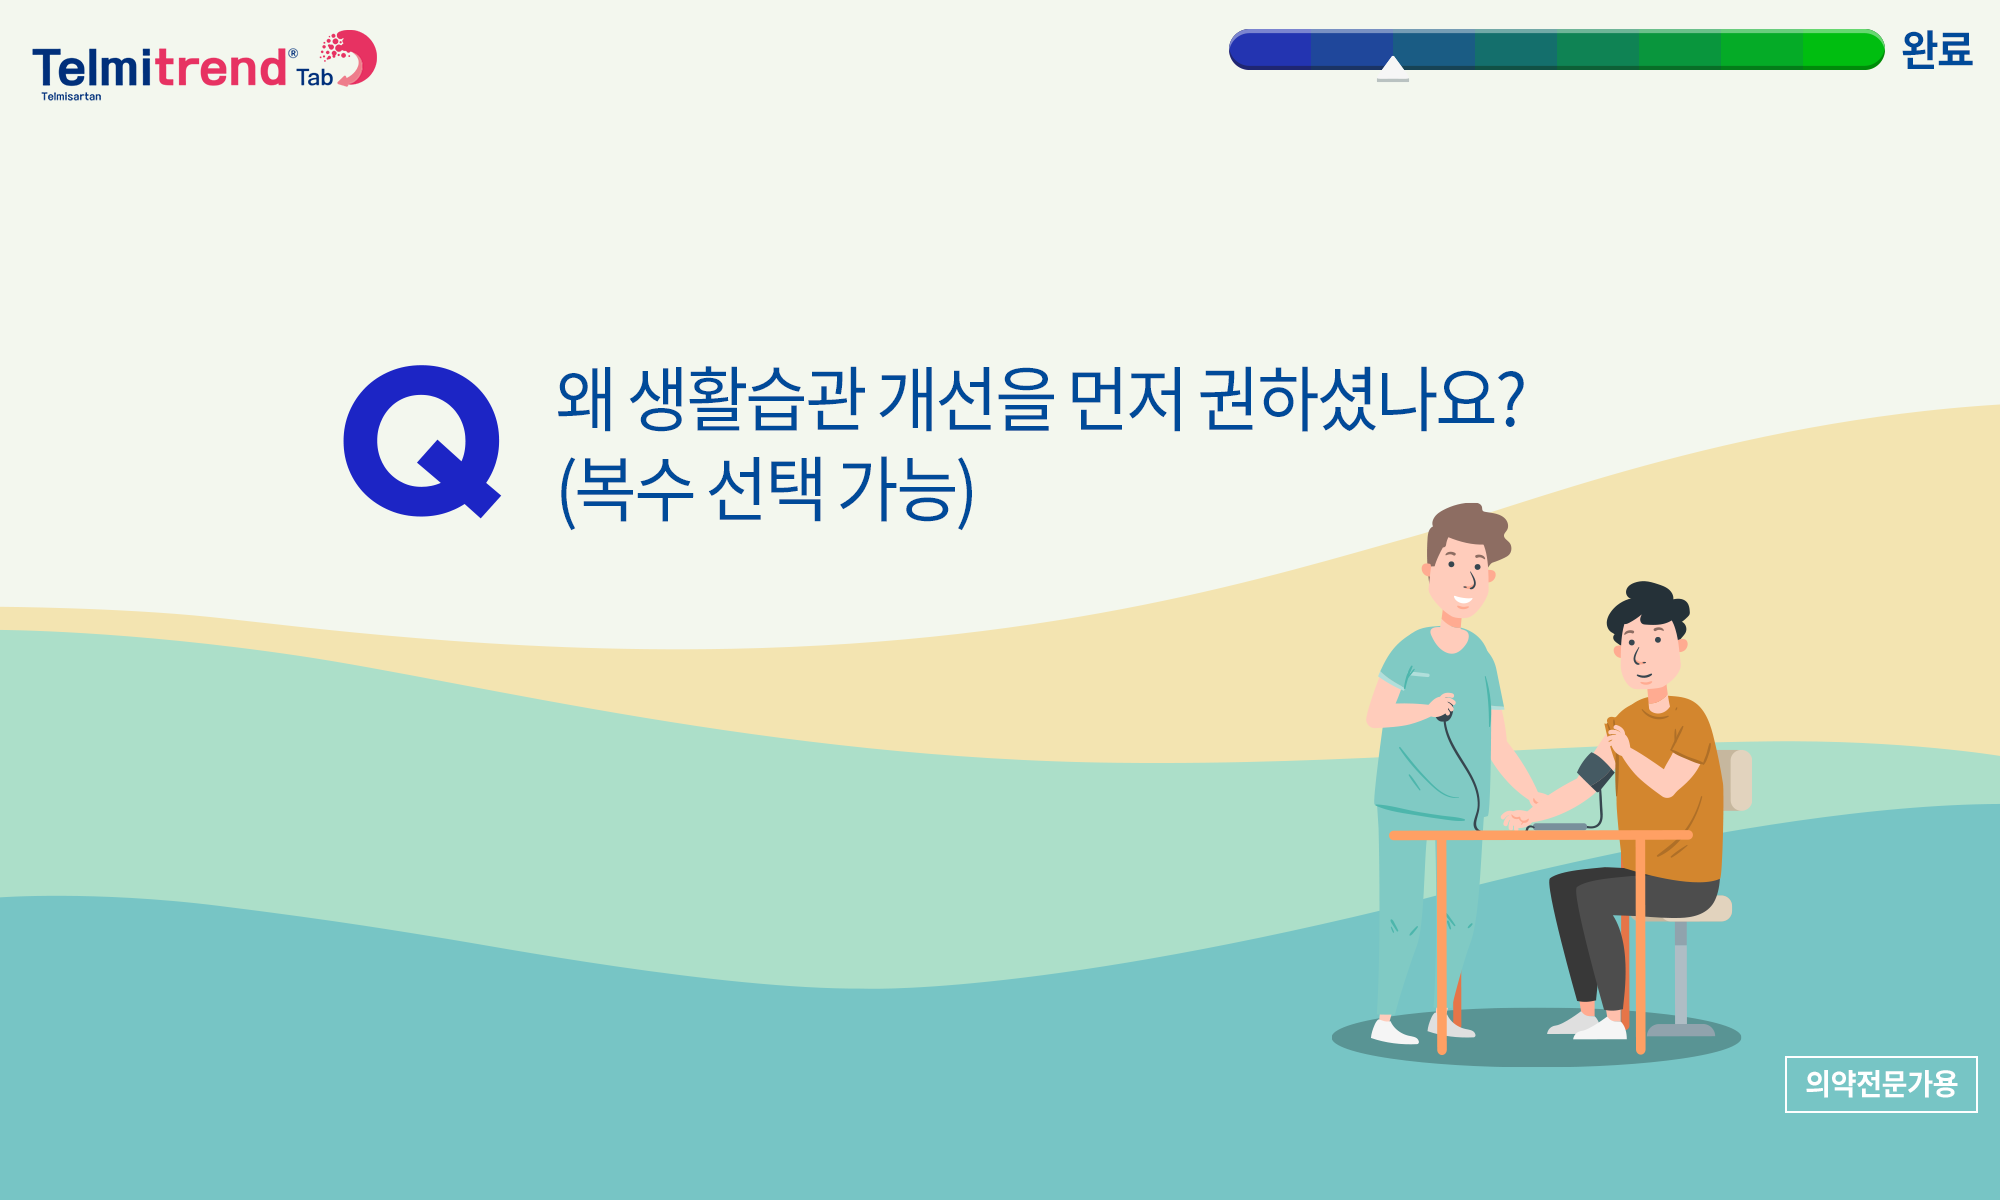 Telmitrend® Tab
Telmisartan
완료
Q 왜 생활습관 개선을 먼저 권하셨나요?
(복수 선택 가능)
의약전문가용